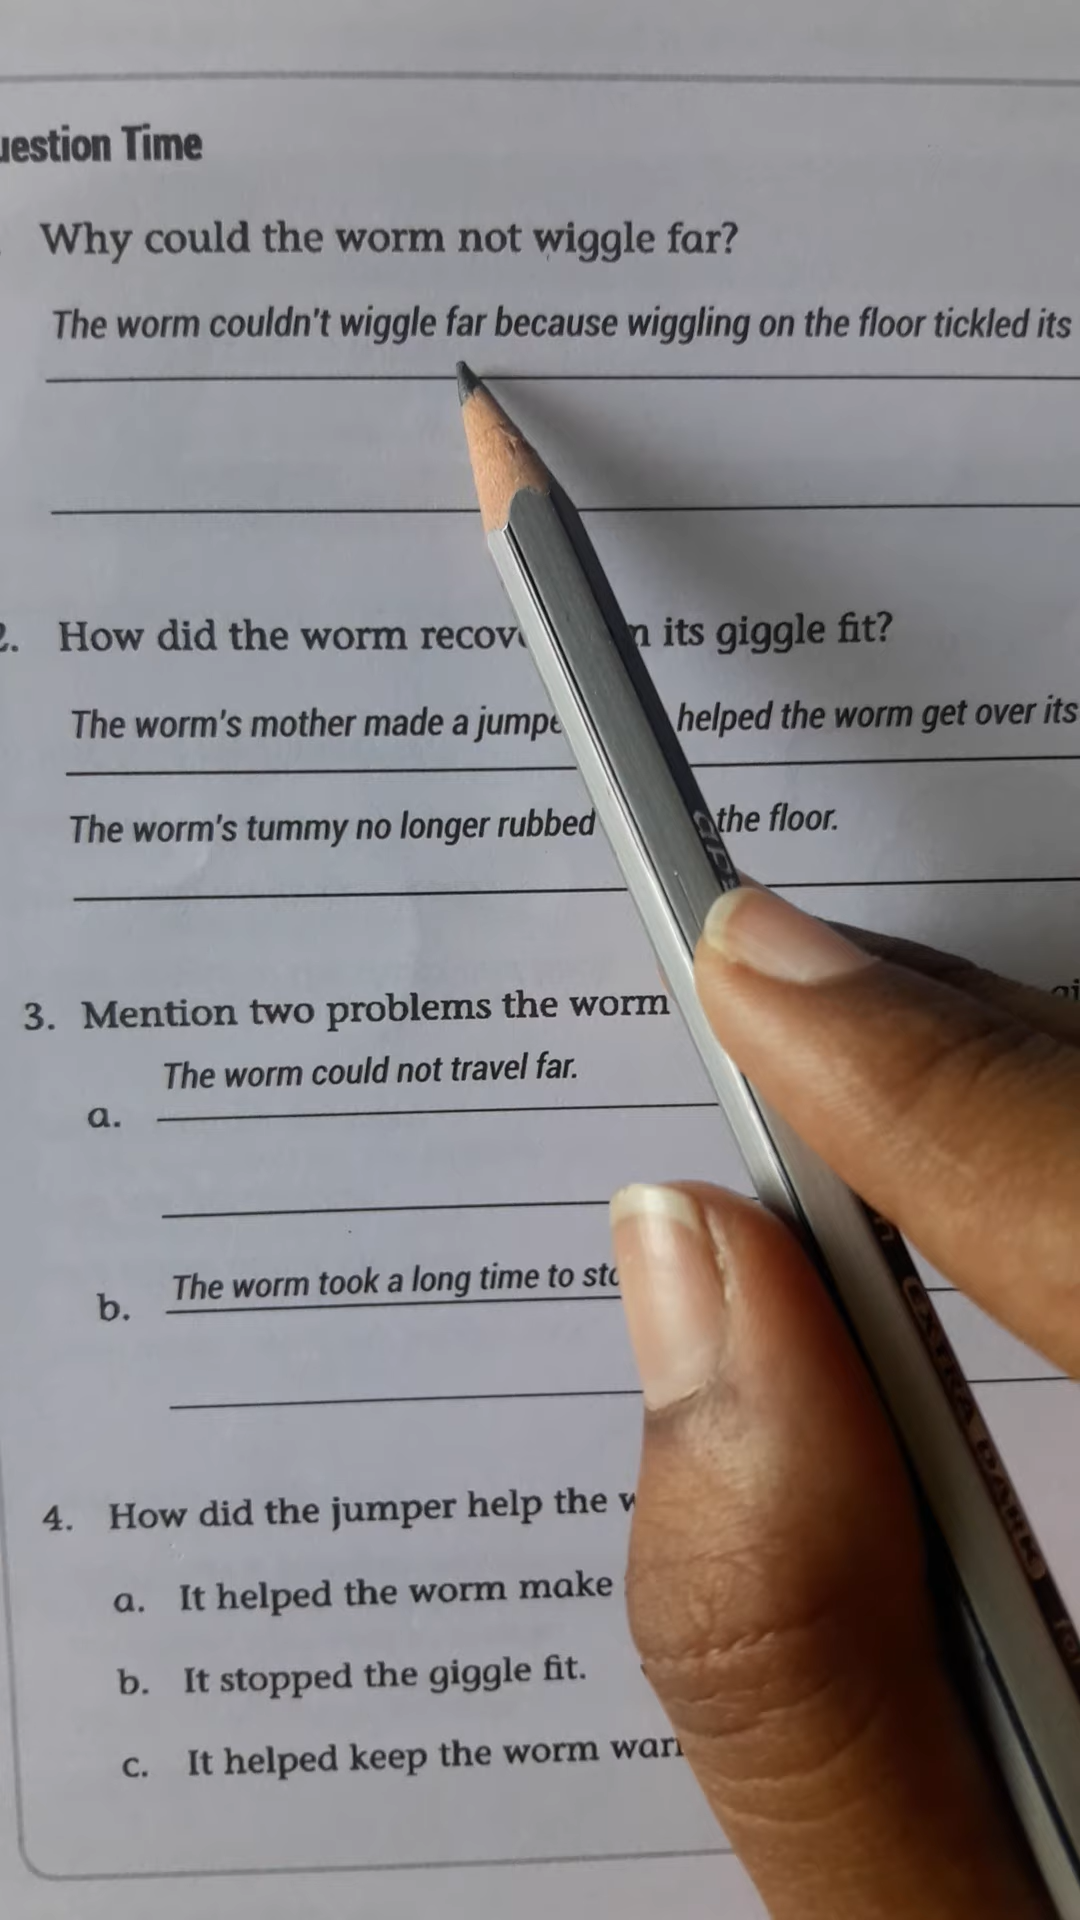 uestion Time
Why could the worm not wiggle far?
The worm couldn't wiggle far because wiggling on the floor tickled its
2. How did the worm its giggle fit?
The worm's mother made a helped the worm get over its
The worm's tummy no longer rubbed the floor.
3. Mention two problems the worm
The worm could not travel far.
a.
The worm took a long time to
b.
4. How did the jumper help the
a. It helped the worm make
b. It stopped the giggle fit.
c. It helped keep the worm
EXTRA DARK